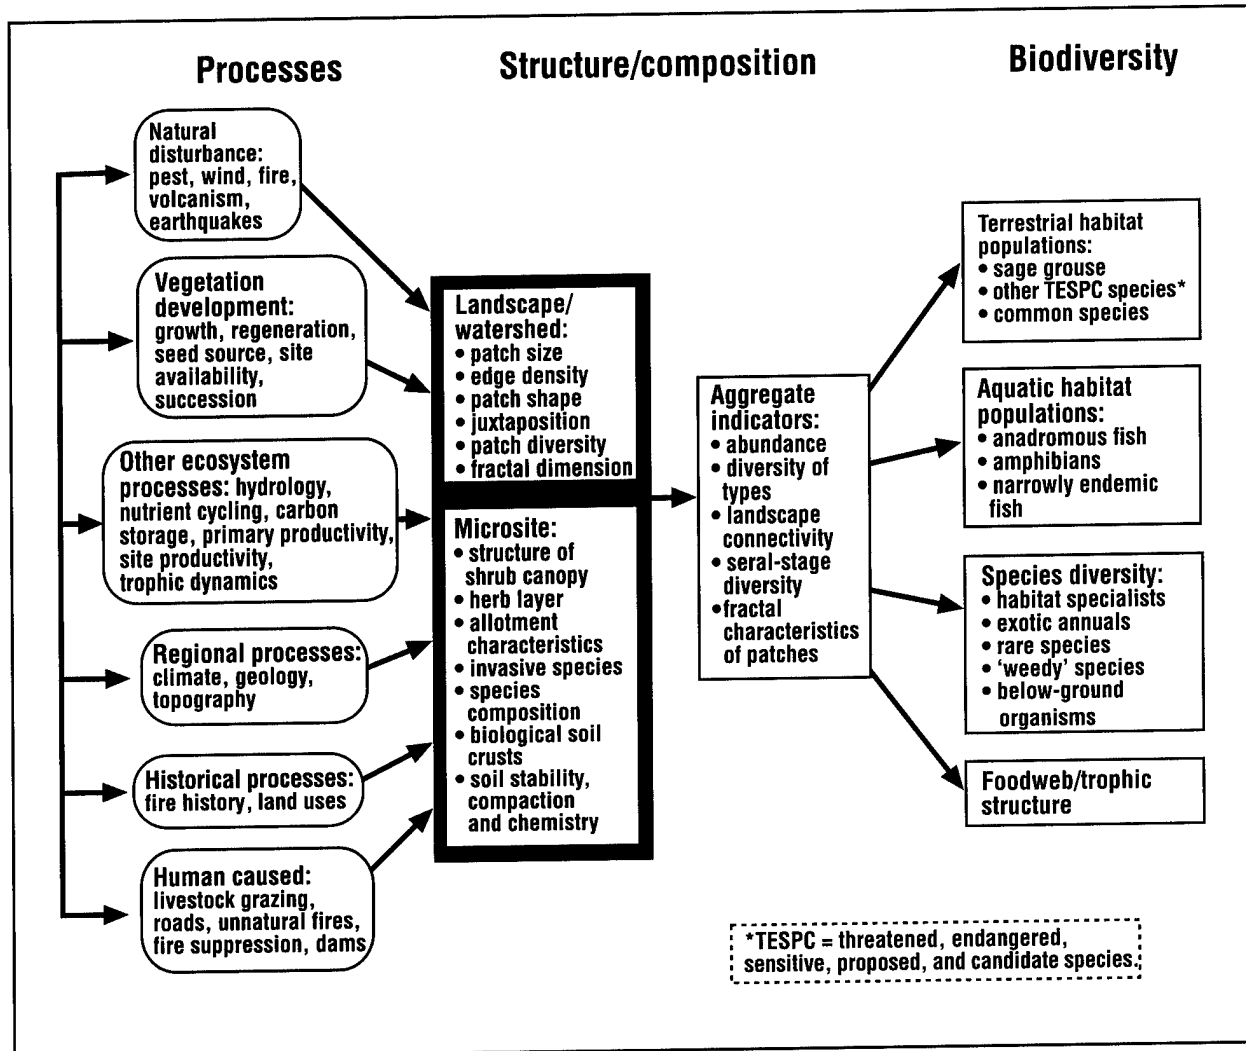 Processes
Structure/composition
Biodiversity
Natural
disturbance:
pest, wind, fire,
volcanism,
earthquakes
Vegetation
development:
growth, regeneration,
seed source, site
availability,
succession
Other ecosystem
processes: hydrology,
nutrient cycling, carbon
storage, primary productivity,
site productivity,
trophic dynamics
Regional processes:
climate, geology,
topography
Historical processes:
fire history, land uses
Human caused:
livestock grazing,
roads, unnatural fires,
fire suppression, dams
Landscape/
watershed:
• patch size
• edge density
• patch shape
• juxtaposition
• patch diversity
• fractal dimension
Microsite:
• structure of
shrub canopy
• herb layer
• allotment
characteristics
• invasive species
• species
composition
• biological soil
crusts
• soil stability,
compaction
and chemistry
Aggregate
indicators:
• abundance
• diversity of
types
• landscape
connectivity
• seral-stage
diversity
• fractal
characteristics
of patches
Terrestrial habitat
populations:
• sage grouse
• other TESPC species*
• common species
Aquatic habitat
populations:
• anadromous fish
• amphibians
• narrowly endemic
fish
Species diversity:
• habitat specialists
• exotic annuals
• rare species
• ‘weedy’ species
• below-ground
organisms
Foodweb/trophic
structure
*TESPC = threatened, endangered,
sensitive, proposed, and candidate species.